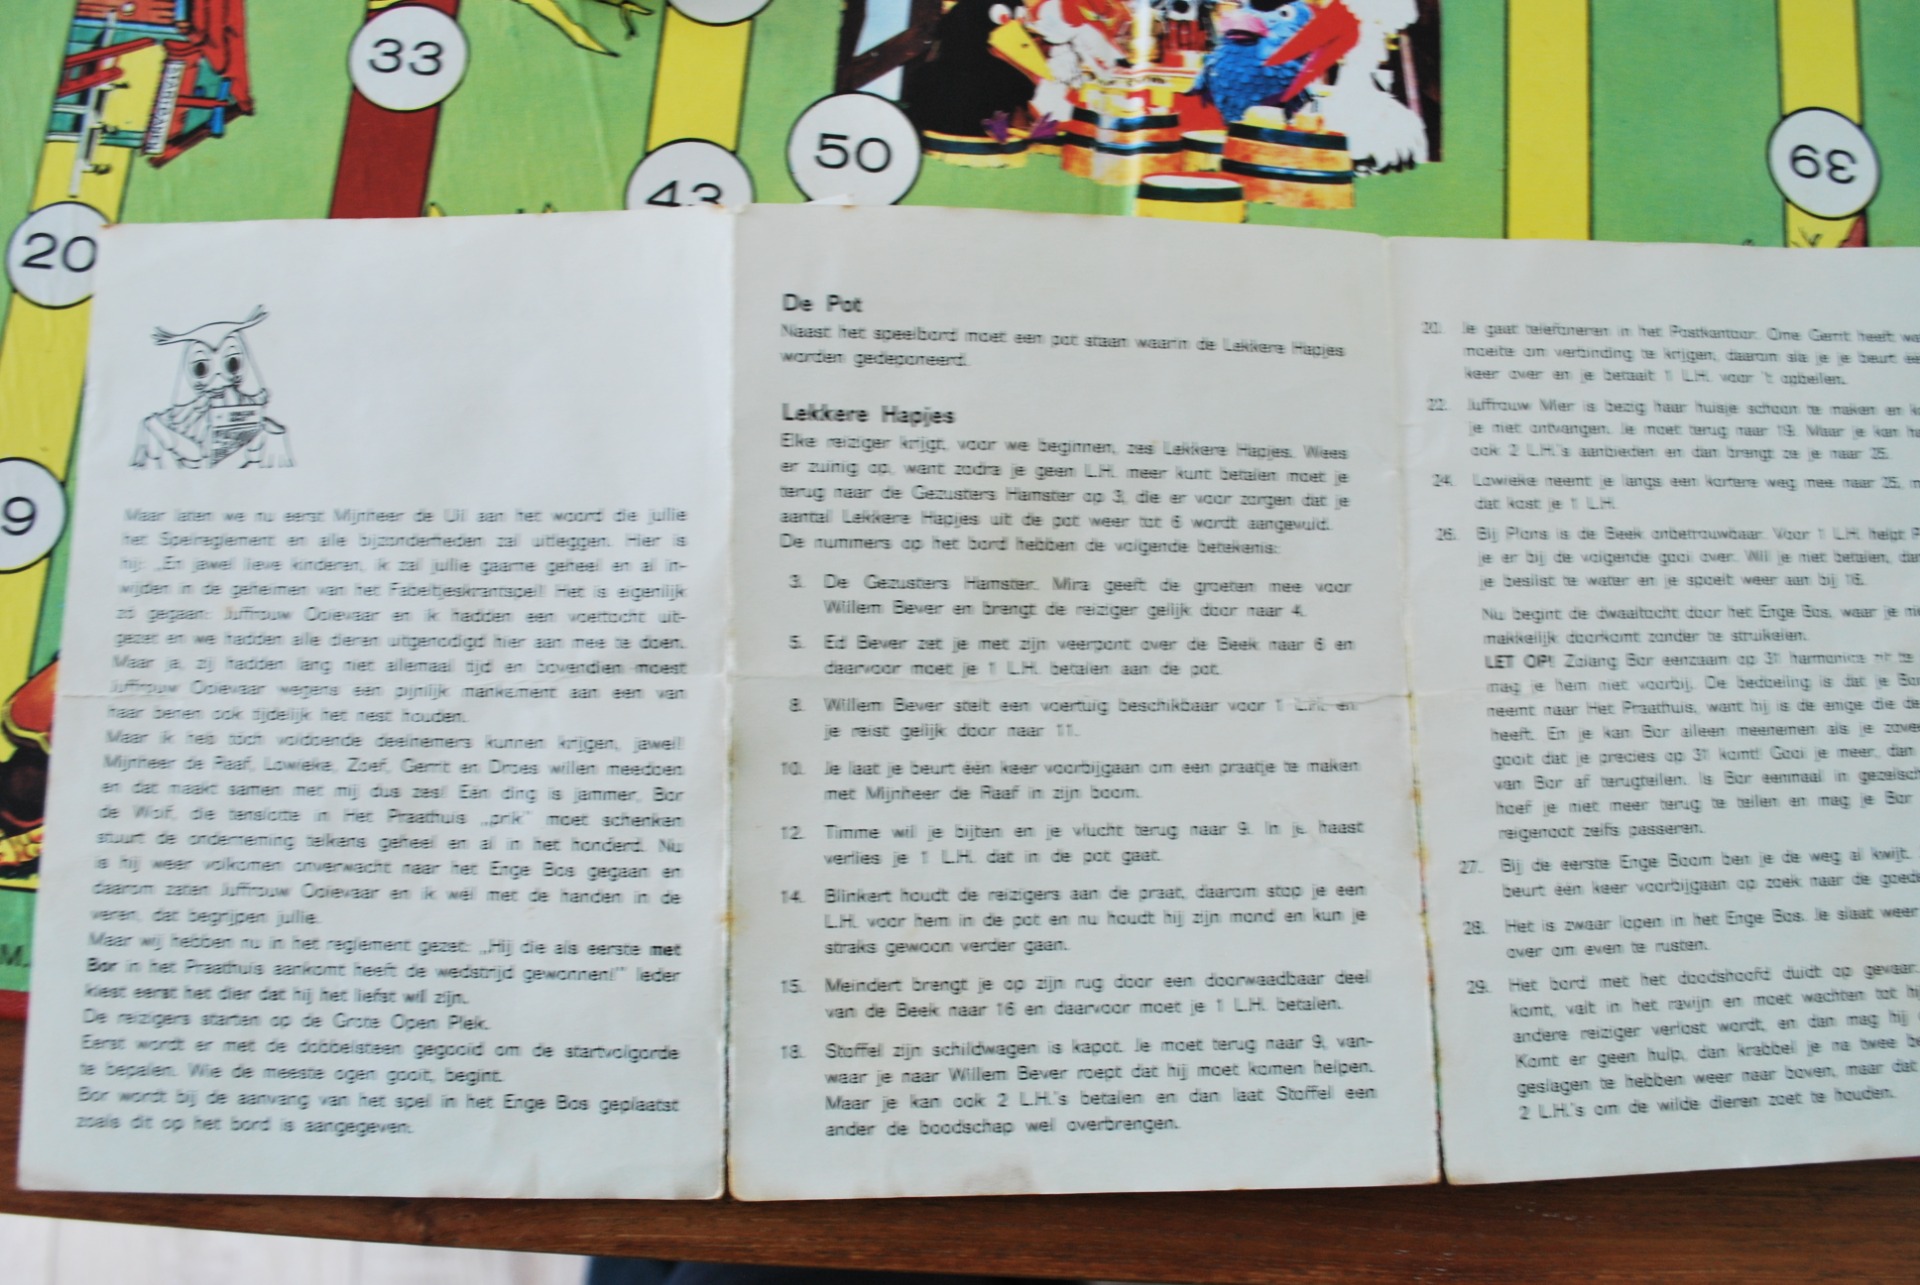 33
50
43
20
9
69
De Pot
Naast het speelbord moet een pot staan waarin de Lekkere Hapjes
worden gedeponeerd.
Lekkere Hapjes
Elke reiziger krijgt, voor we beginnen, zes Lekkere Hapjes. Wees
er zuinig op, want zodra je geen L.H. meer kunt betalen moet je
terug naar de Gezusters Hamster op 3, die er voor zorgen dat je
aantal Lekkere Hapjes uit de pot weer tot 6 wordt aangevuld.
De nummers op het bord hebben de volgende betekenis:
3. De Gezusters Hamster. Mira geeft de groeten mee voor
Willem Bever en brengt de reiziger gelijk door naar 4.
5. Ed Bever zet je met zijn veerpont over de Beek naar 6 en
daarvoor moet je 1 L.H. betalen aan de pot.
8. Willem Bever stelt een voertuig beschikbaar voor 1 L.H. en
je reist gelijk door naar 11.
10. Je laat je beurt één keer voorbijgaan om een praatje te maken
met Mijnheer de Raaf in zijn boom.
12. Timme wil je bijten en je vlucht terug naar 9. In je haast
verlies je 1 L.H. dat in de pot gaat.
14. Blinkert houdt de reizigers aan de praat, daarom stop je een
L.H. voor hem in de pot en nu houdt hij zijn mond en kun je
straks gewoon verder gaan.
15. Meindert brengt je op zijn rug door een doorwaadbaar deel
van de Beek naar 16 en daarvoor moet je 1 L.H. betalen.
18. Stoffel zijn schildwagen is kapot. Je moet terug naar 9, van-
waar je naar Willem Bever roept dat hij moet komen helpen.
Maar je kan ook 2 L.H.'s betalen en dan laat Stoffel een
ander de boodschap wel overbrengen.
Maar laten we nu eerst Mijnheer de Uil aan het woord die jullie
het Spelreglement en alle bijzonderheden zal uitleggen. Hier is
hij: „En jawel lieve kinderen, ik zal jullie gaarne geheel en al in-
wijden in de geheimen van het Fabeltjeskrantspel! Het is eigenlijk
zó gegaan: Juffrouw Ooievaar en ik hadden een voettocht uit-
gezet en we hadden alle dieren uitgenodigd hier aan mee te doen.
Maar ja, zij hadden lang niet allemaal tijd en bovendien moest
Juffrouw Ooievaar wegens een pijnlijk mankement aan een van
haar benen ook tijdelijk het nest houden.
Maar ik heb tóch voldoende deelnemers kunnen krijgen, jawel!
Mijnheer de Raaf, Lowieke, Zoef, Gerrit en Droes willen meedoen
en dat maakt samen met mij dus zes! Eén ding is jammer, Bor
de Wolf, die tenslotte in Het Praathuis „prik" moet schenken
stuurt de onderneming telkens geheel en al in het honderd. Nu
is hij weer volkomen onverwacht naar het Enge Bos gegaan en
daarom zaten Juffrouw Ooievaar en ik wel met de handen in de
veren, dat begrijpen jullie.
Maar wij hebben nu in het reglement gezet: „Hij die als eerste met
Bor in het Praathuis aankomt heeft de wedstrijd gewonnen!" Ieder
kiest eerst het dier dat hij het liefst wil zijn.
De reizigers starten op de Grote Open Plek.
Eerst wordt er met de dobbelsteen gegooid om de startvolgorde
te bepalen. Wie de meeste ogen gooit, begint.
Bor wordt bij de aanvang van het spel in het Enge Bos geplaatst
zoals dit op het bord is aangegeven.
20. Je gaat telefoneren in het Postkantoor. Ome Gerrit heeft
moeite om verbinding te krijgen, daarom sla je je beurt
keer over en je betaalt 1 L.H. voor 't opbellen.
22. Juffrouw Mier is bezig haar huisje schoon te maken en
je niet ontvangen. Je moet terug naar 19. Maar je kan
ook 2 L.H.'s aanbieden en dan brengt ze je naar 25.
24. Lowieke neemt je langs een kortere weg mee naar 25,
dat kost je 1 L.H.
26. Bij Plons is de Beek onbetrouwbaar. Voor 1 L.H. helpt
je er bij de volgende gooi over. Wil je niet betalen,
je beslist te water en je spoelt weer aan bij 16.
Nu begint de dwaaltocht door het Enge Bos, waar je
makkelijk doorkomt zonder te struikelen.
LET OP! Zolang Bor eenzaam op 31 harmonica zit te
mag je hem niet voorbij. De bedoeling is dat je Bor
neemt naar Het Praathuis, want hij is de enige die de
heeft. En je kan Bor alleen meenemen als je
gooit dat je precies op 31 komt! Gooi je meer, dan
van Bor af terugtellen. Is Bor eenmaal in
hoef je niet meer terug te tellen en mag je Bor
reigenoot zelfs passeren.
27. Bij de eerste Enge Boom ben je de weg al kwijt.
beurt één keer voorbijgaan op zoek naar de
28. Het is zwaar lopen in het Enge Bos. Je slaat weer
over om even te rusten.
29. Het bord met het doodshoofd duidt op gevaar.
komt, valt in het ravijn en moet wachten tot
andere reiziger verlost wordt, en dan mag hij
Komt er geen hulp, dan krabbel je na twee
geslagen te hebben weer naar boven, maar dat
2 L.H.'s om de wilde dieren zoet te houden.